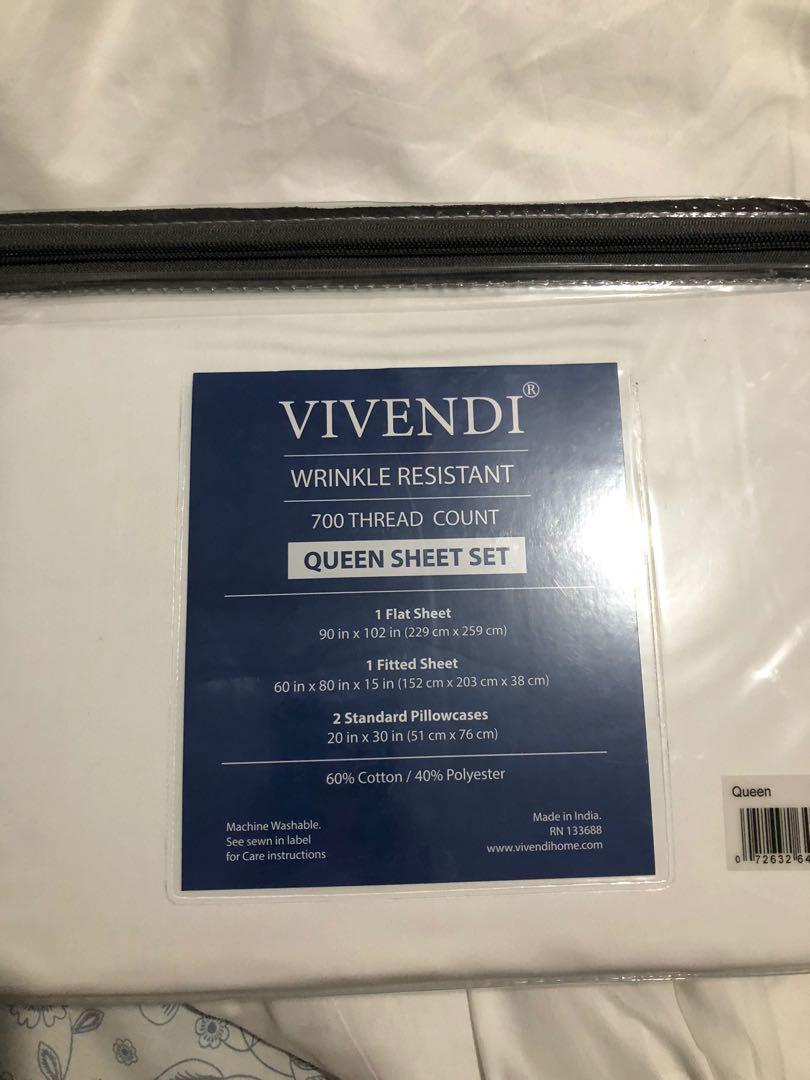 VIVENDI®
WRINKLE RESISTANT
700 THREAD COUNT
QUEEN SHEET SET
1 Flat Sheet
90 in x 102 in (229 cm x 259 cm)
1 Fitted Sheet
60 in x 80 in x 15 in (152 cm x 203 cm x 38 cm)
2 Standard Pillowcases
20 in x 30 in (51 cm x 76 cm)
60% Cotton / 40% Polyester
Machine Washable.
See sewn in label
for Care instructions
Made in India.
RN 133688
www.vivendihome.com
Queen
0 72632 64